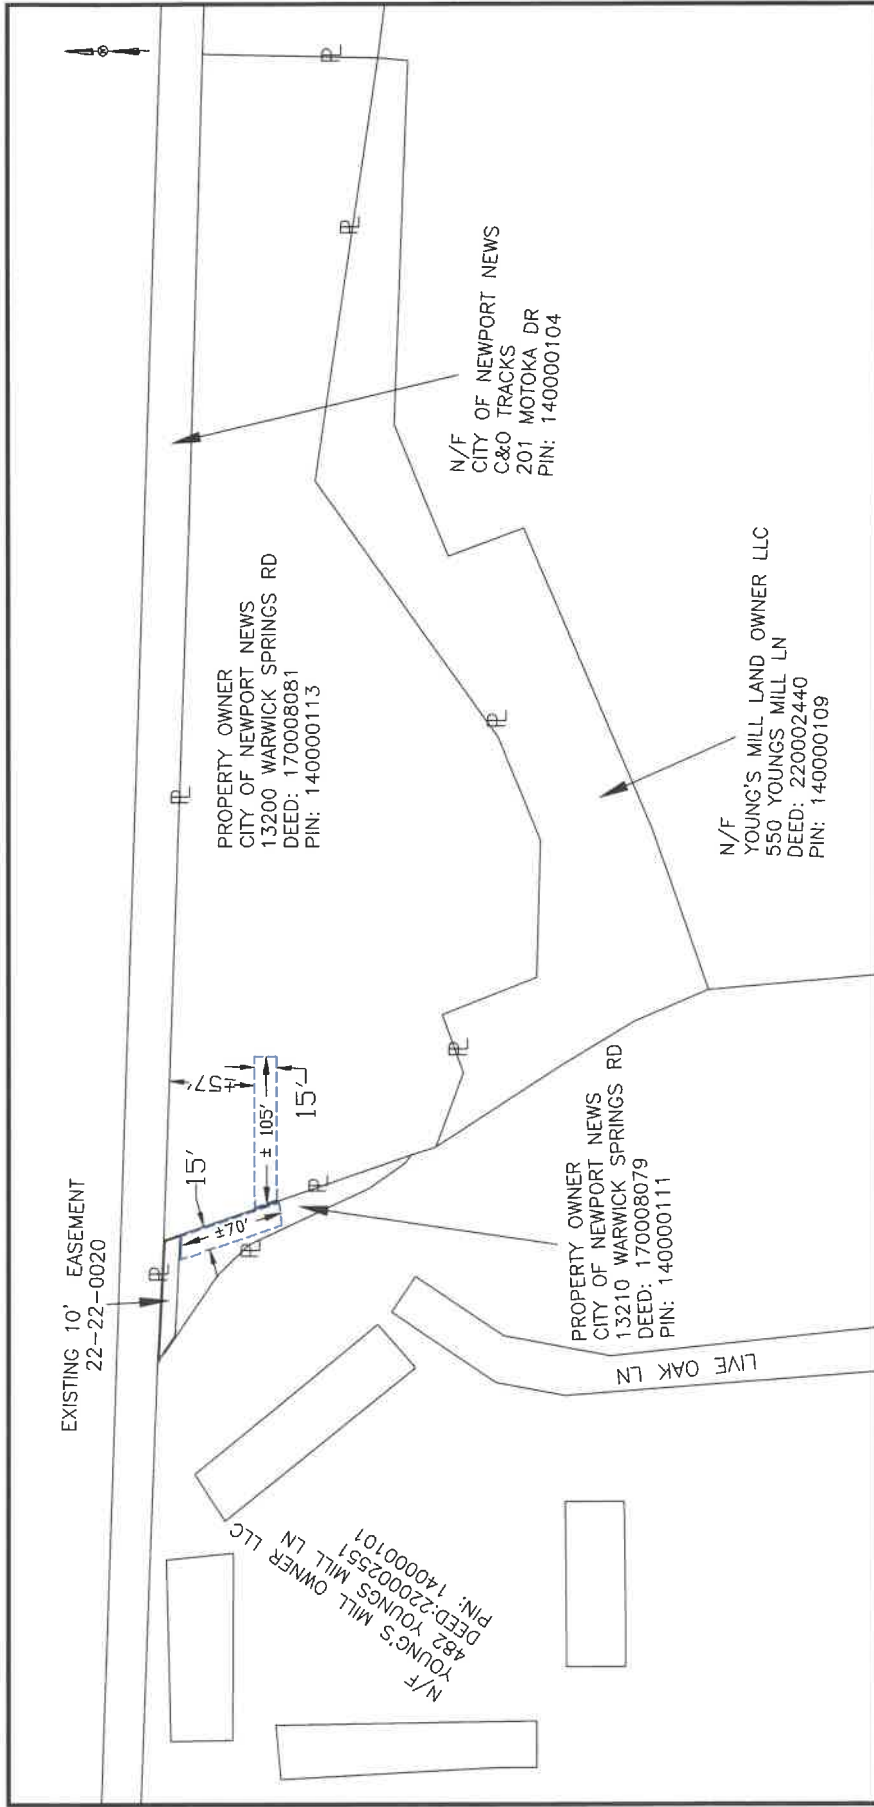 EXISTING 10' EASEMENT
22-22-0020
15'
±57'
± 105'
15'
±70'
PROPERTY OWNER
CITY OF NEWPORT NEWS
13200 WARWICK SPRINGS RD
DEED: 170008081
PIN: 140000113
N/F
CITY OF NEWPORT NEWS
C&O TRACKS
201 MOTOKA DR
PIN: 140000104
N/F
YOUNG'S MILL OWNER LLC
482 YOUNGS MILL LN
DEED:220002551
PIN: 140000101
PROPERTY OWNER
CITY OF NEWPORT NEWS
13210 WARWICK SPRINGS RD
DEED: 170008079
PIN: 140000111
N/F
YOUNG'S MILL LAND OWNER LLC
550 YOUNGS MILL LN
DEED: 220002440
PIN: 140000109
LIVE OAK LN
PL
PL
PL
PL
PL
PL
PL
PL